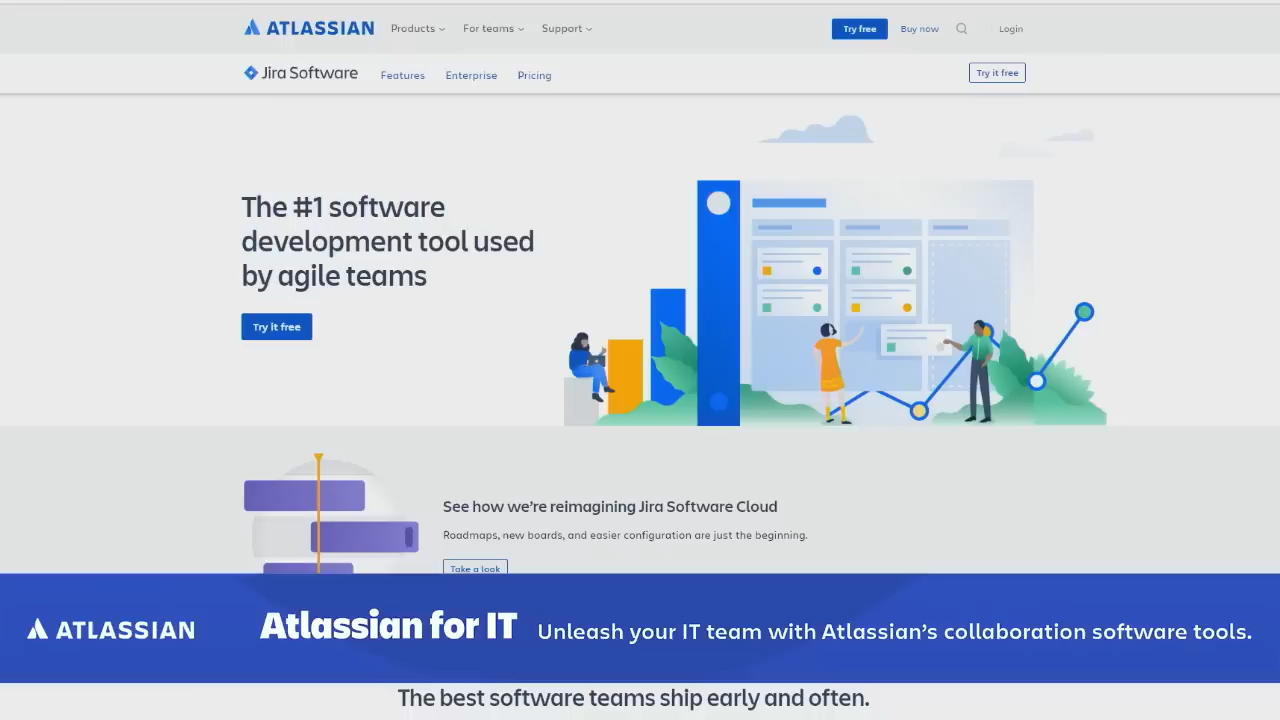 ATLASSIAN Products For teams Support Try free Buy now Login
Jira Software Features Enterprise Pricing Try it free
The #1 software
development tool used
by agile teams
Try it free
See how we’re reimagining Jira Software Cloud
Roadmaps, new boards, and easier configuration are just the beginning.
Take a look
ATLASSIAN Atlassian for IT Unleash your IT team with Atlassian’s collaboration software tools.
The best software teams ship early and often.